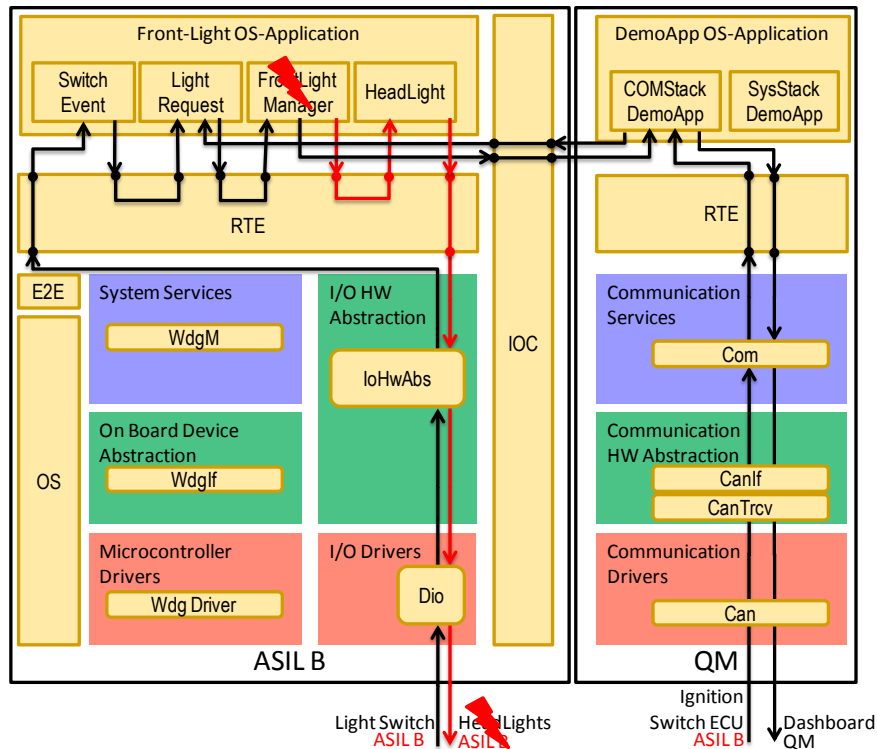 Front-Light OS-Application
Switch
Event
Light
Request
FrontLight
Manager
HeadLight
RTE
E2E
OS
System Services
WdgM
On Board Device
Abstraction
WdgIf
Microcontroller
Drivers
Wdg Driver
I/O HW
Abstraction
IoHwAbs
I/O Drivers
Dio
IOC
ASIL B
DemoApp OS-Application
COMStack
DemoApp
SysStack
DemoApp
RTE
Communication
Services
Com
Communication
HW Abstraction
CanIf
CanTrcv
Communication
Drivers
Can
QM
Light Switch
ASIL B
HeadLights
ASIL B
Ignition
Switch ECU
ASIL B
Dashboard
QM